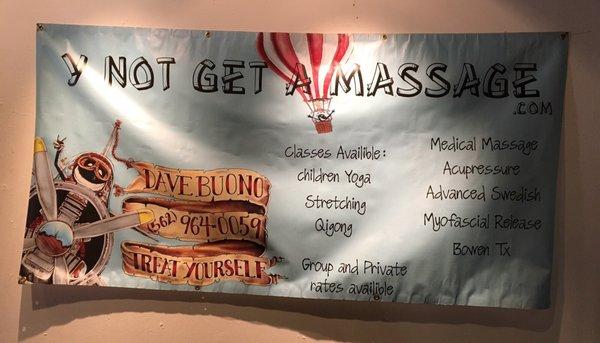 Y NOT GET A MASSAGE
.COM
DAVE BUONO
(562) 964-0059
TREAT YOURSELF
Classes Availible:
children Yoga
Stretching
Qigong
Group and Private
rates availible
Medical Massage
Acupressure
Advanced Swedish
Myofascial Release
Bowen Tx